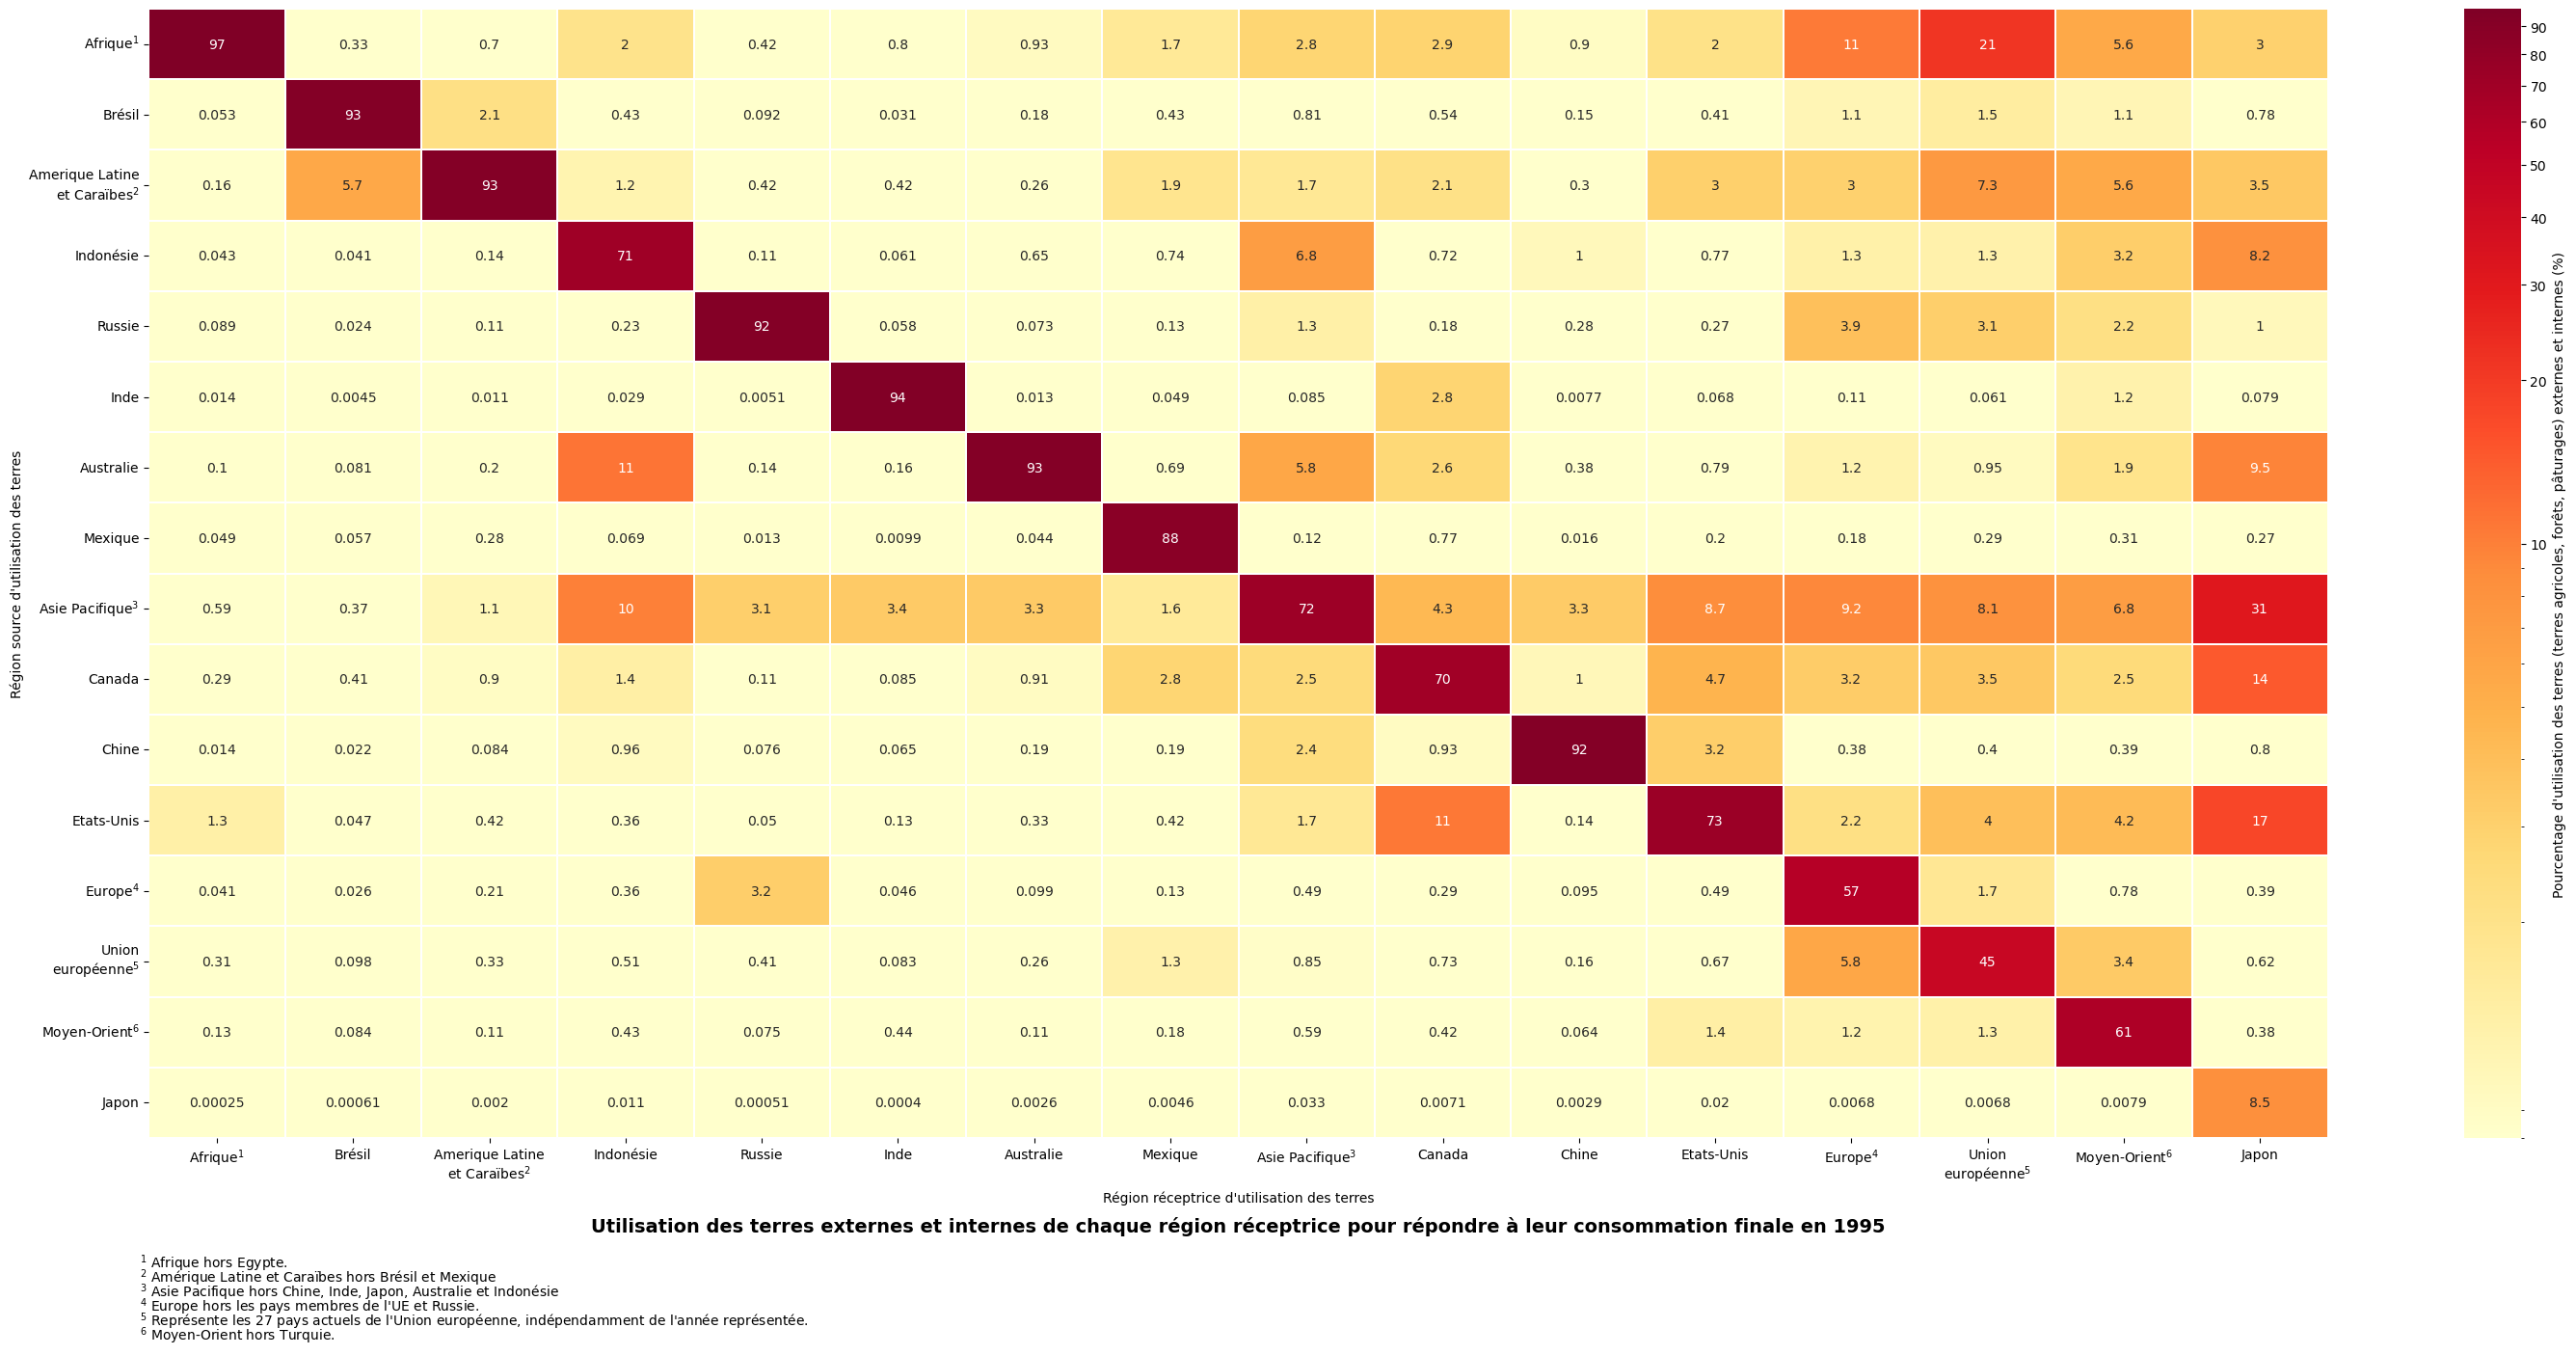 Afrique¹ 97 0.33 0.7 2 0.42 0.8 0.93 1.7 2.8 2.9 0.9 2 11 21 5.6 3
Brésil 0.053 93 2.1 0.43 0.092 0.031 0.18 0.43 0.81 0.54 0.15 0.41 1.1 1.5 1.1 0.78
Amerique Latine
et Caraïbes² 0.16 5.7 93 1.2 0.42 0.42 0.26 1.9 1.7 2.1 0.3 3 3 7.3 5.6 3.5
Indonésie 0.043 0.041 0.14 71 0.11 0.061 0.65 0.74 6.8 0.72 1 0.77 1.3 1.3 3.2 8.2
Russie 0.089 0.024 0.11 0.23 92 0.058 0.073 0.13 1.3 0.18 0.28 0.27 3.9 3.1 2.2 1
Inde 0.014 0.0045 0.011 0.029 0.0051 94 0.013 0.049 0.085 2.8 0.0077 0.068 0.11 0.061 1.2 0.079
Australie 0.1 0.081 0.2 11 0.14 0.16 93 0.69 5.8 2.6 0.38 0.79 1.2 0.95 1.9 9.5
Mexique 0.049 0.057 0.28 0.069 0.013 0.0099 0.044 88 0.12 0.77 0.016 0.2 0.18 0.29 0.31 0.27
Asie Pacifique³ 0.59 0.37 1.1 10 3.1 3.4 3.3 1.6 72 4.3 3.3 8.7 9.2 8.1 6.8 31
Canada 0.29 0.41 0.9 1.4 0.11 0.085 0.91 2.8 2.5 70 1 4.7 3.2 3.5 2.5 14
Chine 0.014 0.022 0.084 0.96 0.076 0.065 0.19 0.19 2.4 0.93 92 3.2 0.38 0.4 0.39 0.8
Etats-Unis 1.3 0.047 0.42 0.36 0.05 0.13 0.33 0.42 1.7 11 0.14 73 2.2 4 4.2 17
Europe⁴ 0.041 0.026 0.21 0.36 3.2 0.046 0.099 0.13 0.49 0.29 0.095 0.49 57 1.7 0.78 0.39
Union
européenne⁵ 0.31 0.098 0.33 0.51 0.41 0.083 0.26 1.3 0.85 0.73 0.16 0.67 5.8 45 3.4 0.62
Moyen-Orient⁶ 0.13 0.084 0.11 0.43 0.075 0.44 0.11 0.18 0.59 0.42 0.064 1.4 1.2 1.3 61 0.38
Japon 0.00025 0.00061 0.002 0.011 0.00051 0.0004 0.0026 0.0046 0.033 0.0071 0.0029 0.02 0.0068 0.0068 0.0079 8.5
Région source d'utilisation des terres
Afrique¹ Brésil Amerique Latine Indonésie Russie Inde Australie Mexique Asie Pacifique³ Canada Chine Etats-Unis Europe⁴ Union Moyen-Orient⁶ Japon
et Caraïbes² européenne⁵
Région réceptrice d'utilisation des terres
90
80
70
60
50
40
30
20
10
Pourcentage d'utilisation des terres (terres agricoles, forêts, pâturages) externes et internes (%)
Utilisation des terres externes et internes de chaque région réceptrice pour répondre à leur consommation finale en 1995
¹ Afrique hors Egypte.
² Amérique Latine et Caraïbes hors Brésil et Mexique
³ Asie Pacifique hors Chine, Inde, Japon, Australie et Indonésie
⁴ Europe hors les pays membres de l'UE et Russie.
⁵ Représente les 27 pays actuels de l'Union européenne, indépendamment de l'année représentée.
⁶ Moyen-Orient hors Turquie.